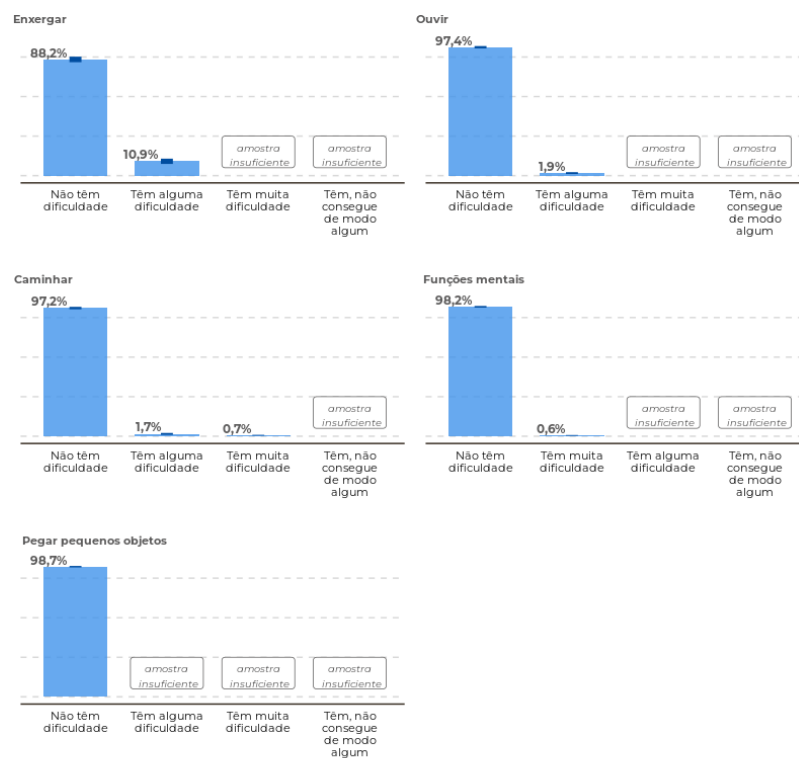 Enxergar
88,2%
10,9%
amostra
insuficiente
amostra
insuficiente
Não têm
dificuldade
Têm alguma
dificuldade
Têm muita
dificuldade
Têm, não
consegue
de modo
algum
Ouvir
97,4%
1,9%
amostra
insuficiente
amostra
insuficiente
Não têm
dificuldade
Têm alguma
dificuldade
Têm muita
dificuldade
Têm, não
consegue
de modo
algum
Caminhar
97,2%
1,7%
0,7%
amostra
insuficiente
Não têm
dificuldade
Têm alguma
dificuldade
Têm muita
dificuldade
Têm, não
consegue
de modo
algum
Funções mentais
98,2%
0,6%
amostra
insuficiente
amostra
insuficiente
Não têm
dificuldade
Têm muita
dificuldade
Têm alguma
dificuldade
Têm, não
consegue
de modo
algum
Pegar pequenos objetos
98,7%
amostra
insuficiente
amostra
insuficiente
amostra
insuficiente
Não têm
dificuldade
Têm alguma
dificuldade
Têm muita
dificuldade
Têm, não
consegue
de modo
algum